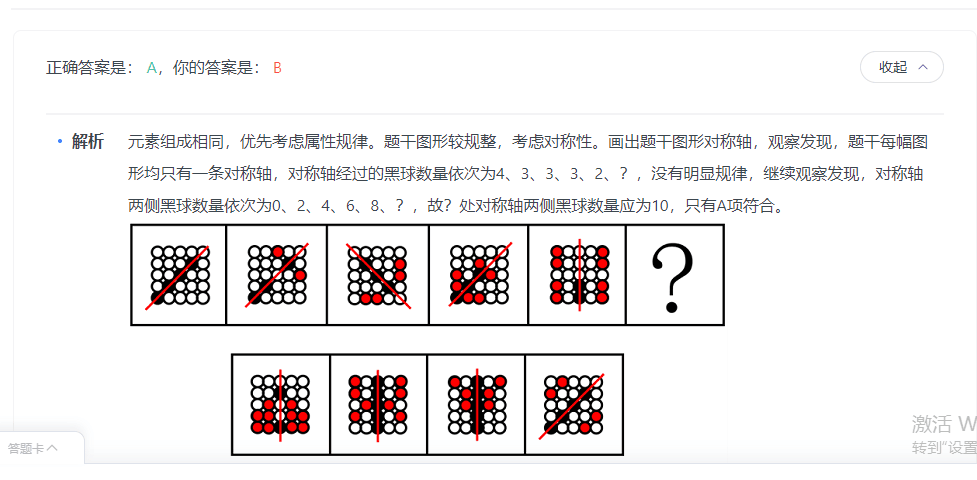 正确答案是： A，你的答案是： B
收起
解析
元素组成相同，优先考虑属性规律。题干图形较规整，考虑对称性。画出题干图形对称轴，观察发现，题干每幅图
形均只有一条对称轴，对称轴经过的黑球数量依次为4、3、3、3、2、？，没有明显规律，继续观察发现，对称轴
两侧黑球数量依次为0、2、4、6、8、？，故？处对称轴两侧黑球数量应为10，只有A项符合。
?
激活 W
转到"设置
答题卡